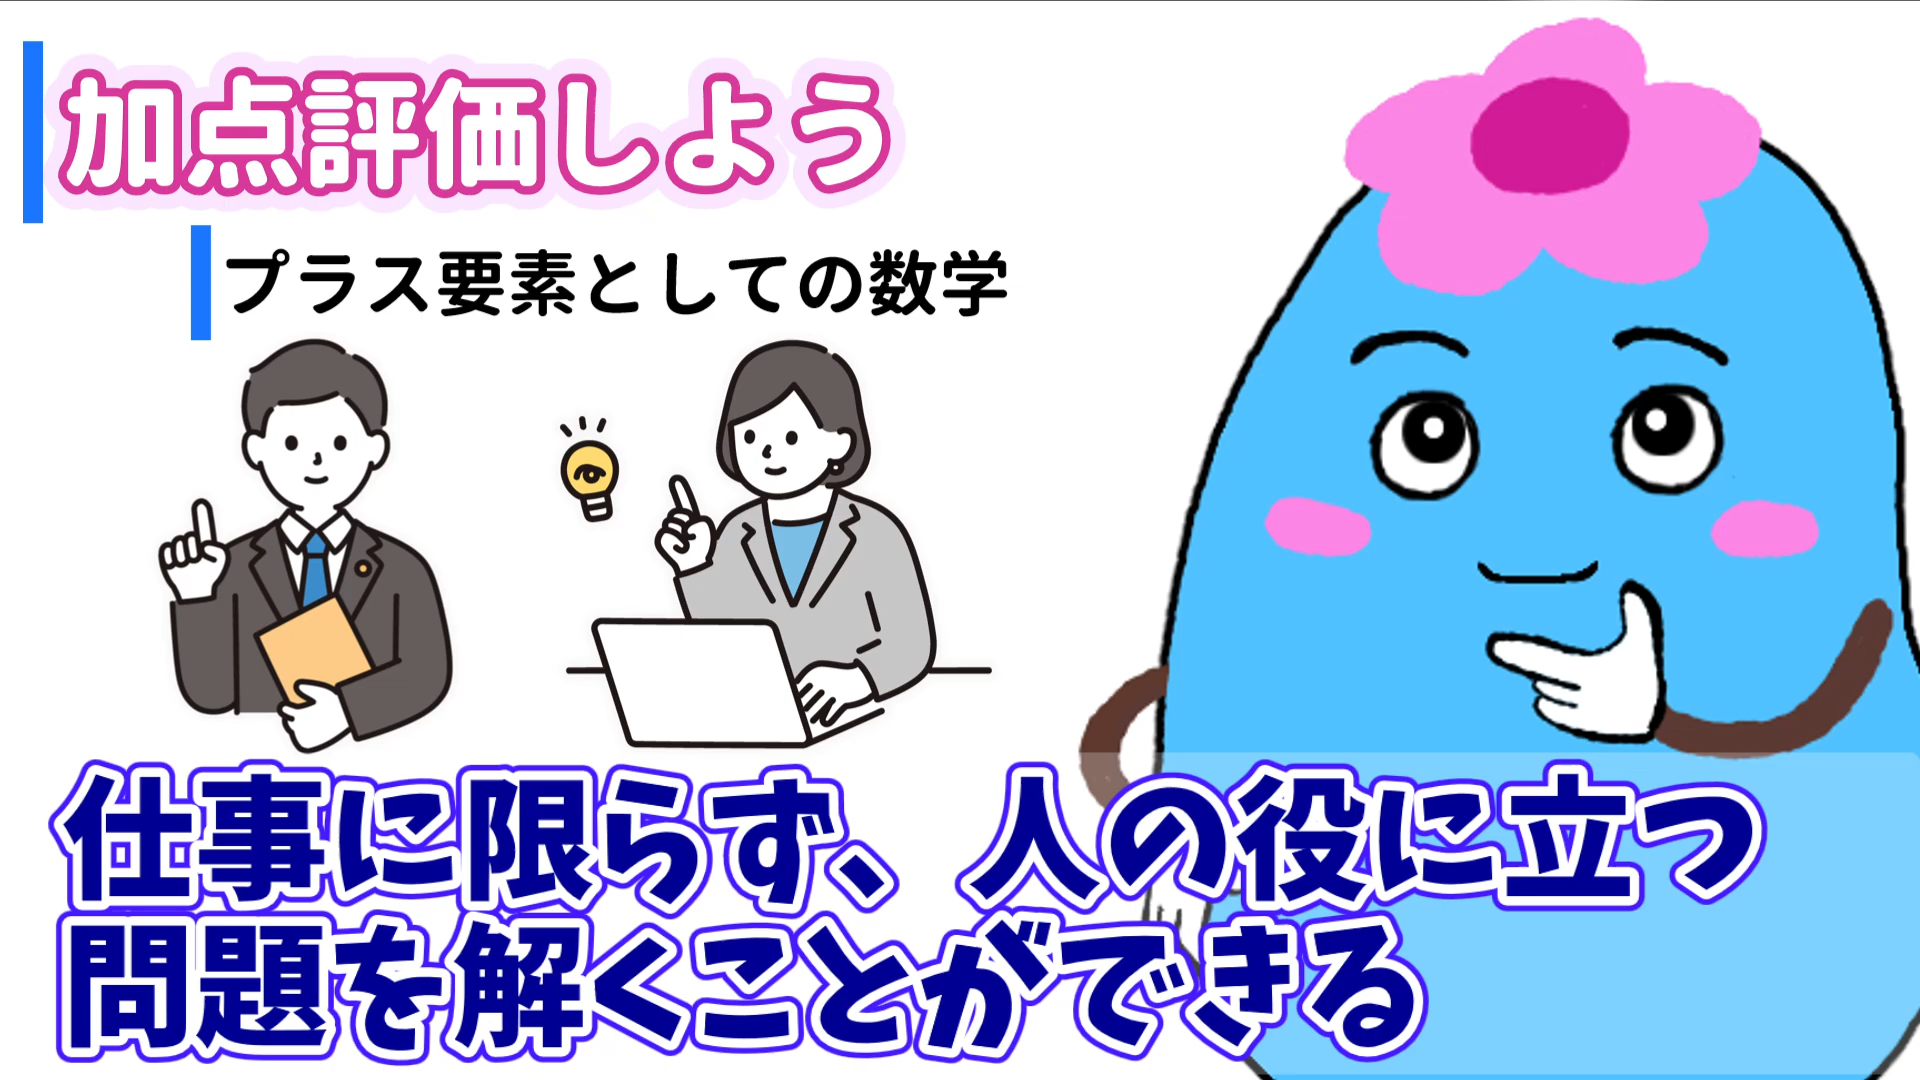 加点評価しよう
プラス要素としての数学
仕事に限らず、人の役に立つ
問題を解くことができる